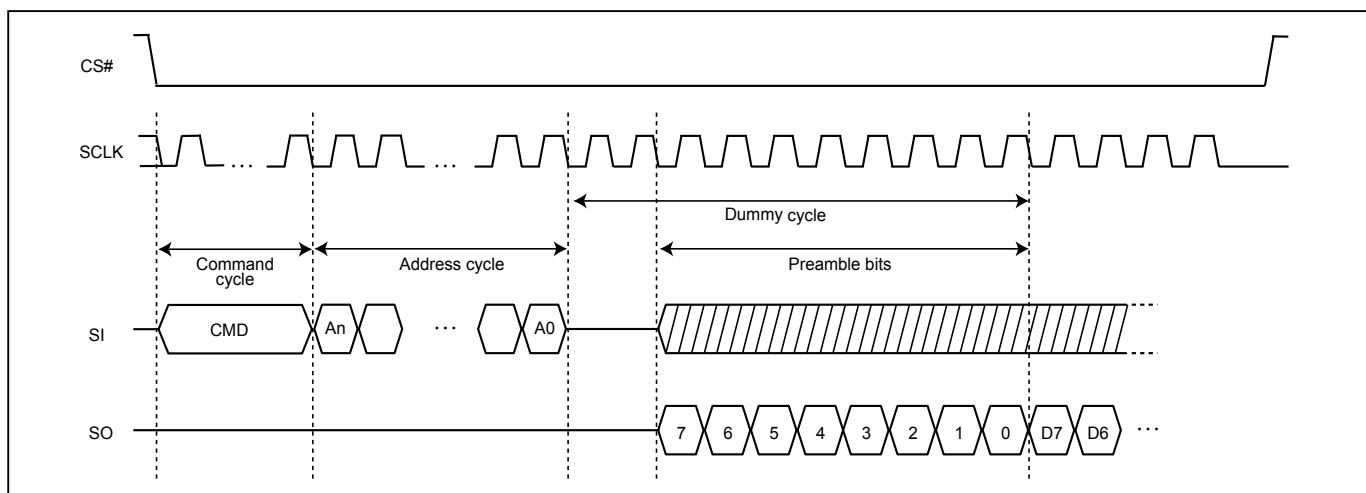 CS#
SCLK ... ...
Dummy cycle
Command cycle Address cycle Preamble bits
SI CMD An ... A0 ...
SO 7 6 5 4 3 2 1 0 D7 D6 ...